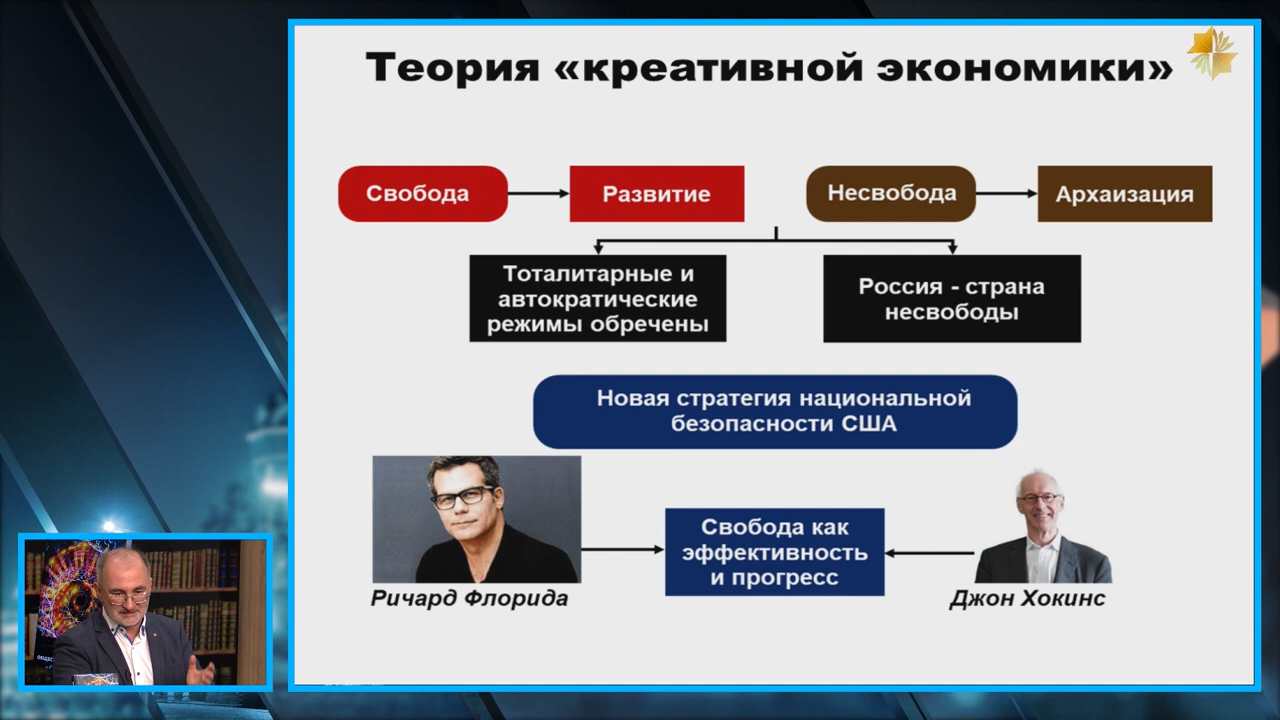 Теория «креативной экономики»
Свобода
Развитие
Несвобода
Архаизация
Тоталитарные и
автократические
режимы обречены
Россия - страна
несвободы
Новая стратегия национальной
безопасности США
Свобода как
эффективность
и прогресс
Ричард Флорида
Джон Хокинс